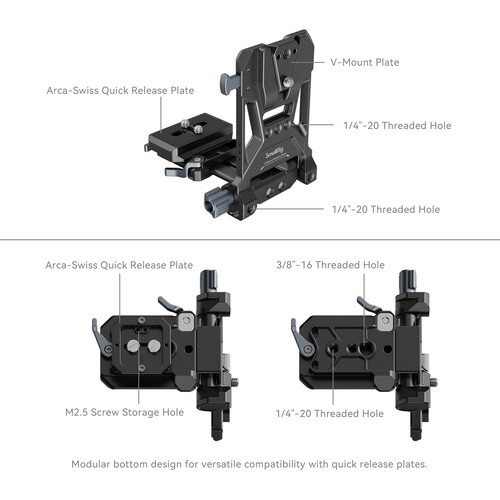 V-Mount Plate
Arca-Swiss Quick Release Plate
1/4"-20 Threaded Hole
SmallRig
1/4"-20 Threaded Hole
Arca-Swiss Quick Release Plate
3/8"-16 Threaded Hole
M2.5 Screw Storage Hole
1/4"-20 Threaded Hole
Modular bottom design for versatile compatibility with quick release plates.